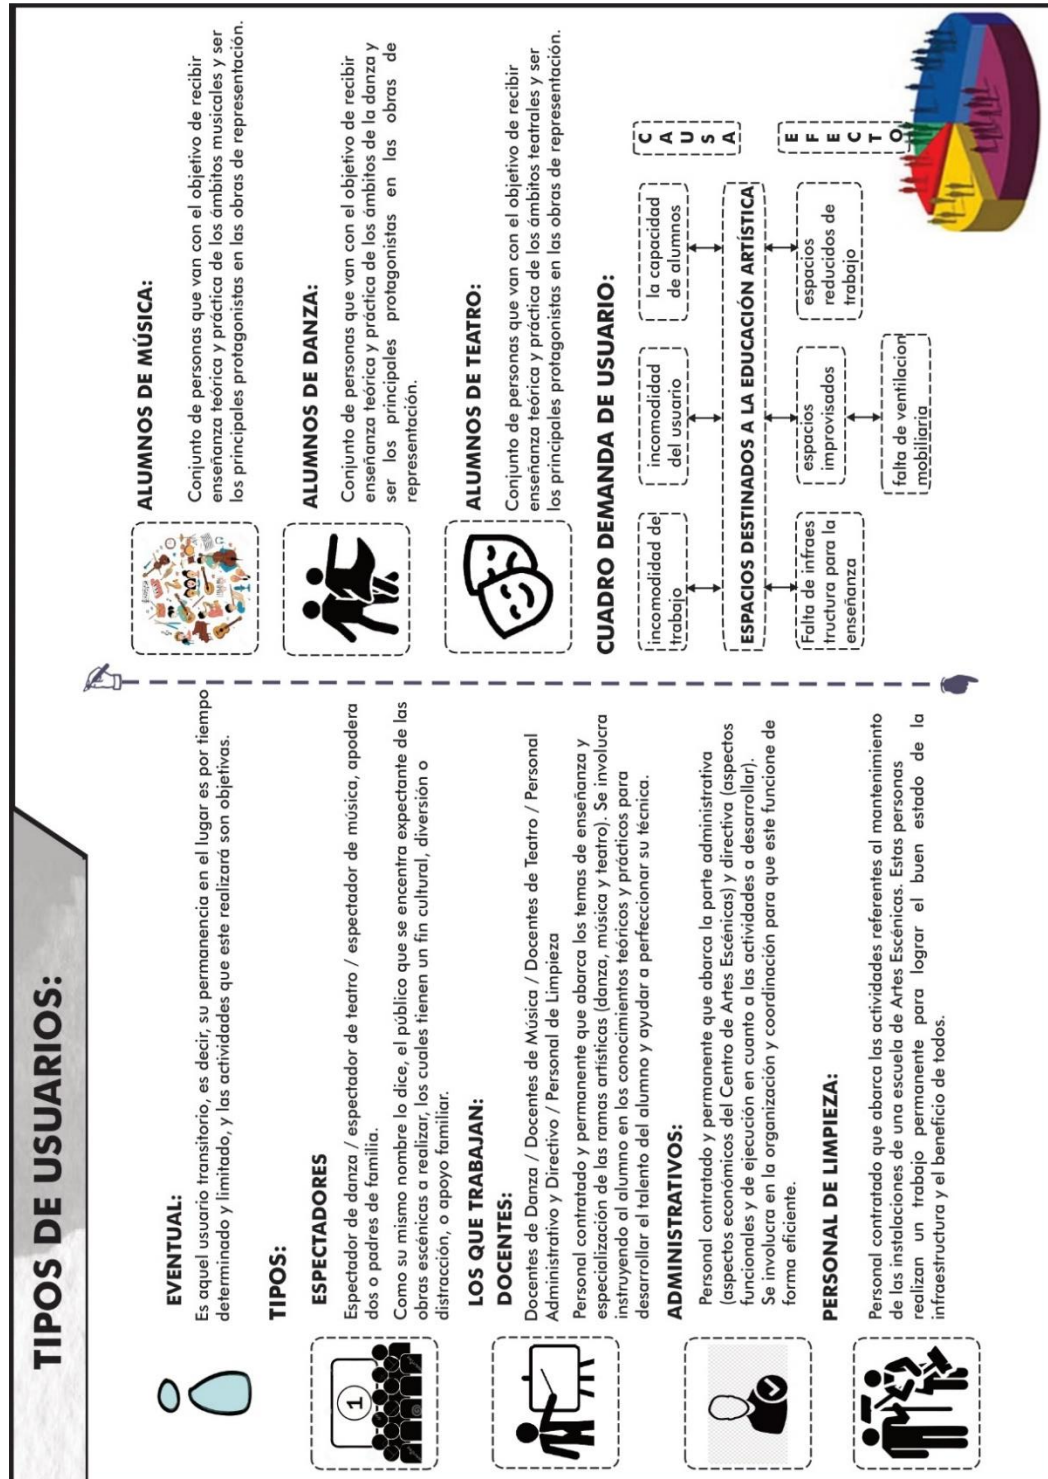 TIPOS DE USUARIOS:
EVENTUAL:
Es aquel usuario transitorio, es decir, su permanencia en el lugar es por tiempo
determinado y limitado, y las actividades que este realizará son objetivas.
TIPOS:
ESPECTADORES
Espectador de danza / espectador de teatro / espectador de música, apodera
dos o padres de familia.
Como su mismo nombre lo dice, el público que se encuentra expectante de las
obras escénicas a realizar, los cuales tienen un fin cultural, diversión o
distracción, o apoyo familiar.
1
LOS QUE TRABAJAN:
DOCENTES:
Docentes de Danza / Docentes de Música / Docentes de Teatro / Personal
Administrativo y Directivo / Personal de Limpieza
Personal contratado y permanente que abarca los temas de enseñanza y
especialización de las ramas artísticas (danza, música y teatro). Se involucra
instruyendo al alumno en los conocimientos teóricos y prácticos para
desarrollar el talento del alumno y ayudar a perfeccionar su técnica.
ADMINISTRATIVOS:
Personal contratado y permanente que abarca la parte administrativa
(aspectos económicos del Centro de Artes Escénicas) y directiva (aspectos
funcionales y de ejecución en cuanto a las actividades a desarrollar).
Se involucra en la organización y coordinación para que este funcione de
forma eficiente.
PERSONAL DE LIMPIEZA:
Personal contratado que abarca las actividades referentes al mantenimiento
de las instalaciones de una escuela de Artes Escénicas. Estas personas
realizan un trabajo permanente para lograr el buen estado de la
infraestructura y el beneficio de todos.
ALUMNOS DE MÚSICA:
Conjunto de personas que van con el objetivo de recibir
enseñanza teórica y práctica de los ámbitos musicales y ser
los principales protagonistas en las obras de representación.
ALUMNOS DE DANZA:
Conjunto de personas que van con el objetivo de recibir
enseñanza teórica y práctica de los ámbitos de la danza y
ser los principales protagonistas en las obras de
representación.
ALUMNOS DE TEATRO:
Conjunto de personas que van con el objetivo de recibir
enseñanza teórica y práctica de los ámbitos teatrales y ser
los principales protagonistas en las obras de representación.
CUADRO DEMANDA DE USUARIO:
incomodidad de
trabajo
incomodidad
del usuario
la capacidad
de alumnos
CAUSA
ESPACIOS DESTINADOS A LA EDUCACIÓN ARTÍSTICA
Falta de infraes
tructura para la
enseñanza
espacios
improvisados
espacios
reducidos de
trabajo
EFECTO
falta de ventilacion
mobiliaria